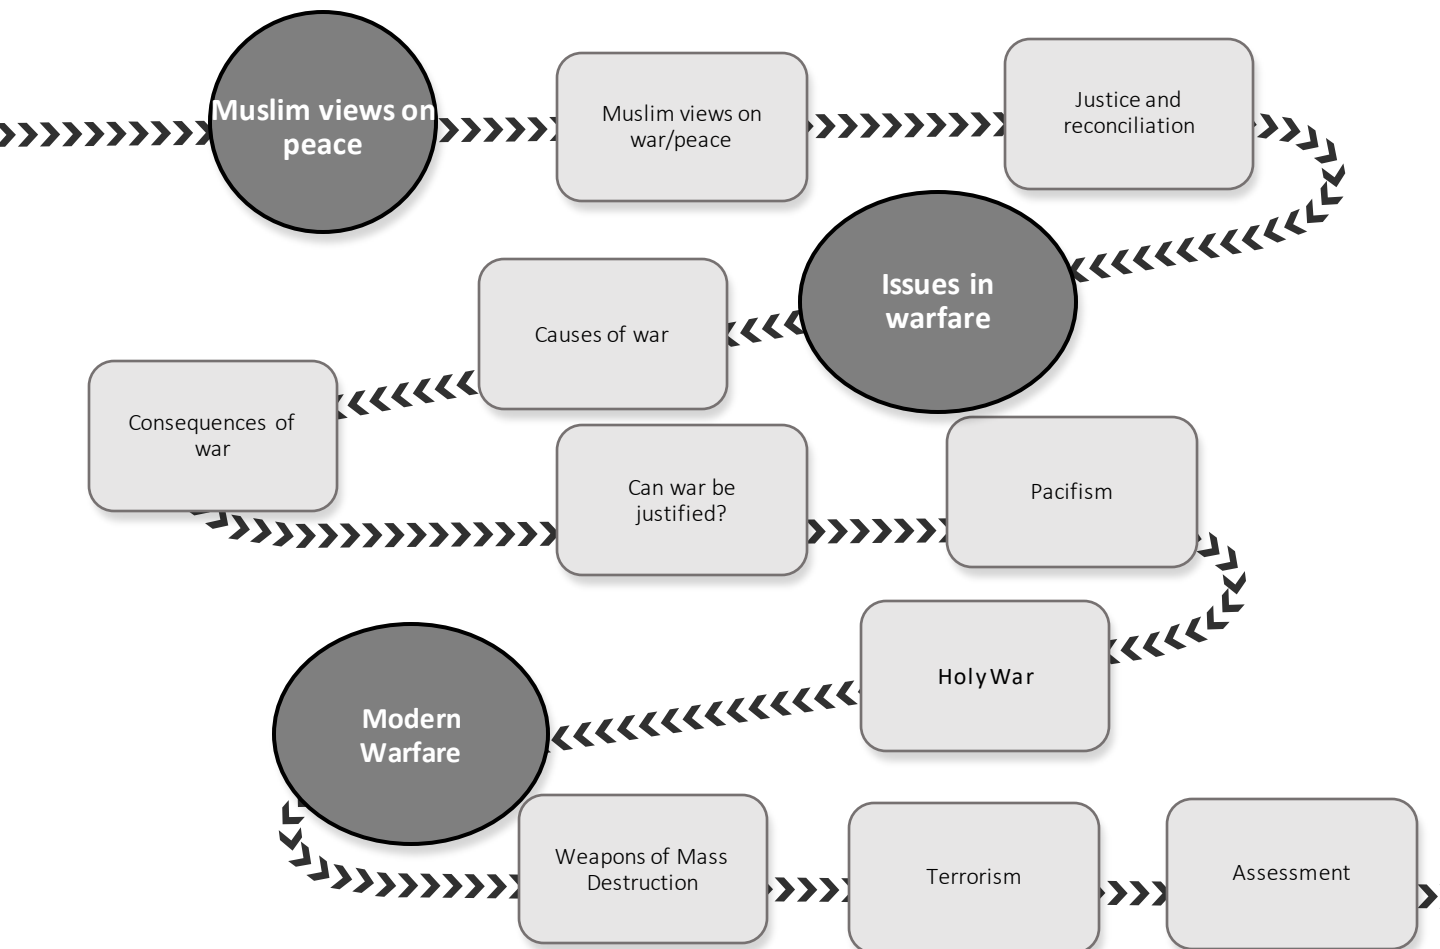 Muslim views on
peace
Muslim views on
war/peace
Justice and
reconciliation
Issues in
warfare
Causes of war
Consequences of
war
Can war be
justified?
Pacifism
Holy War
Modern
Warfare
Weapons of Mass
Destruction
Terrorism
Assessment